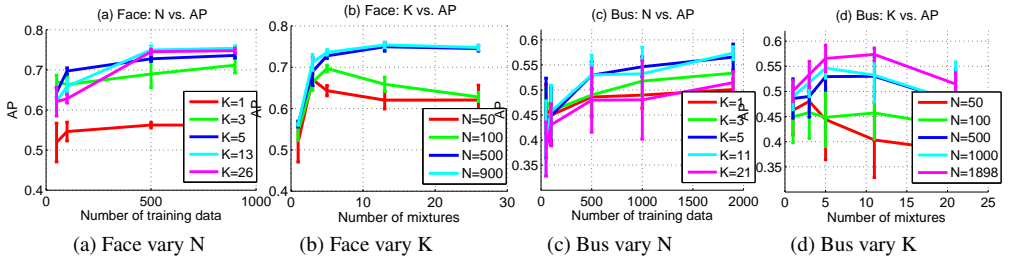 (a) Face: N vs. AP
0.8
0.7
0.6
0.5
0.4
AP
0
500
1000
Number of training data
K=1
K=3
K=5
K=13
K=26
(a) Face vary N
(b) Face: K vs. AP
0.8
0.7
0.6
0.5
0.4
AP
0
10
20
30
Number of mixtures
N=50
N=100
N=500
N=900
(b) Face vary K
(c) Bus: N vs. AP
0.6
0.55
0.5
0.45
0.4
0.35
0
500
1000
1500
2000
Number of training data
K=1
K=3
K=5
K=11
K=21
(c) Bus vary N
(d) Bus: K vs. AP
0.6
0.55
0.5
0.45
0.4
0.35
AP
0
5
10
15
20
25
Number of mixtures
N=50
N=100
N=500
N=1000
N=1898
(d) Bus vary K